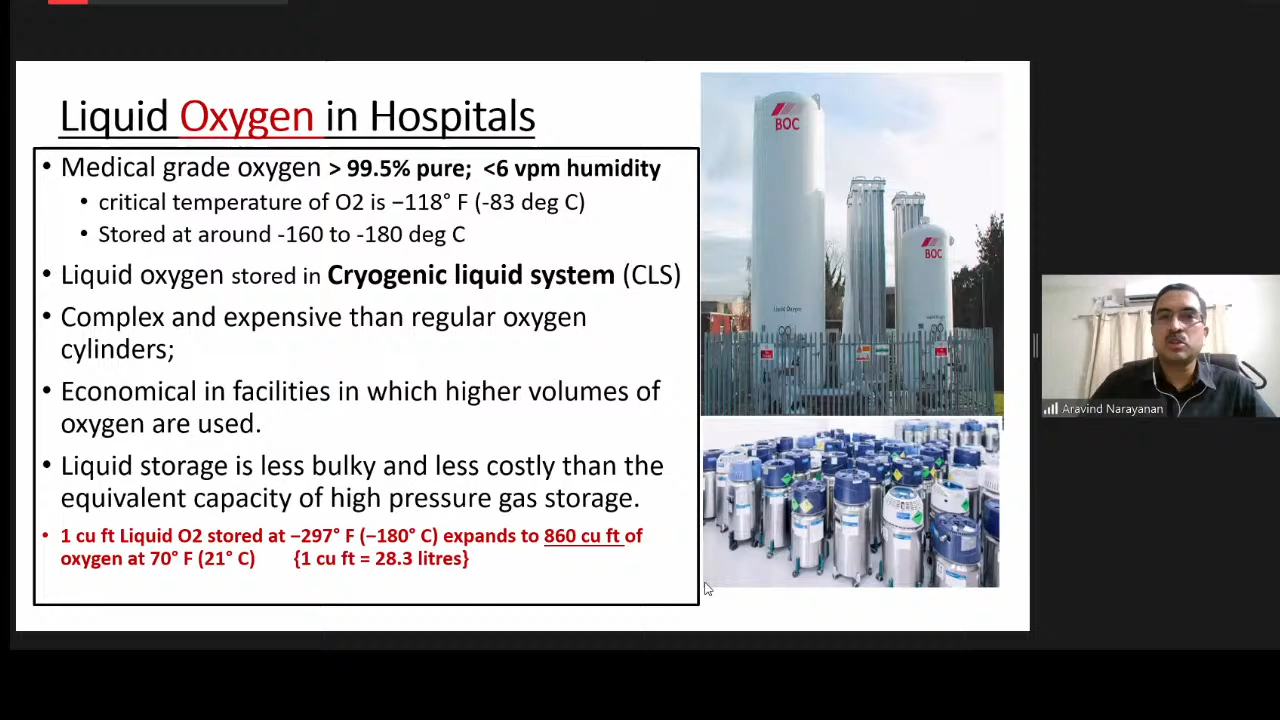 Liquid Oxygen in Hospitals
• Medical grade oxygen > 99.5% pure; <6 vpm humidity
• critical temperature of O2 is −118° F (-83 deg C)
• Stored at around -160 to -180 deg C
• Liquid oxygen stored in Cryogenic liquid system (CLS)
• Complex and expensive than regular oxygen
cylinders;
• Economical in facilities in which higher volumes of
oxygen are used.
• Liquid storage is less bulky and less costly than the
equivalent capacity of high pressure gas storage.
• 1 cu ft Liquid O2 stored at −297° F (−180° C) expands to 860 cu ft of
oxygen at 70° F (21° C) {1 cu ft = 28.3 litres}
BOC
BOC
Liquid Oxygen
Aravind Narayanan